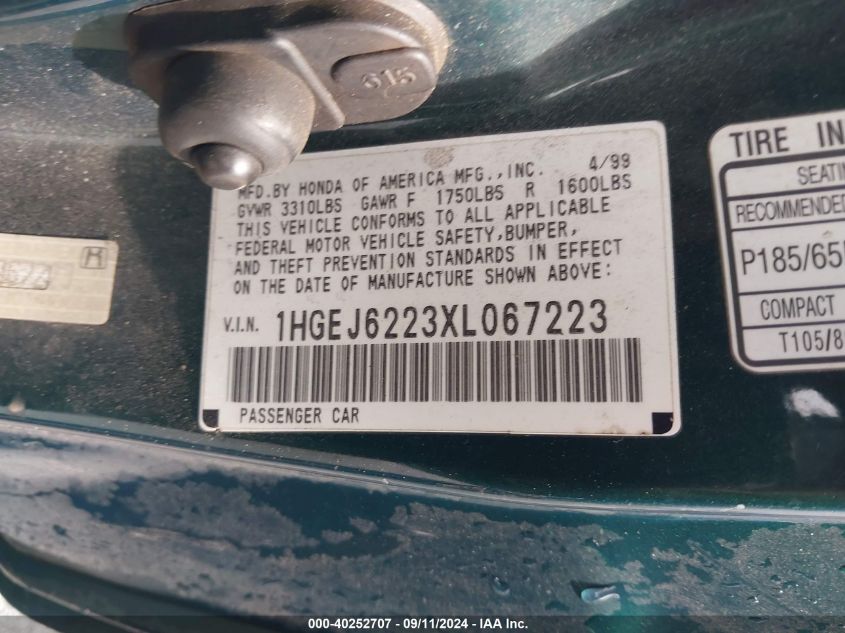 615
MFD.BY HONDA OF AMERICA MFG.,INC. 4/99
GVWR 3310LBS GAWR F 1750LBS R 1600LBS
THIS VEHICLE CONFORMS TO ALL APPLICABLE
FEDERAL MOTOR VEHICLE SAFETY,BUMPER,
AND THEFT PREVENTION STANDARDS IN EFFECT
ON THE DATE OF MANUFACTURE SHOWN ABOVE:
V.I.N. 1HGEJ6223XL067223
PASSENGER CAR
TIRE IN
SEATIN
RECOMMENDED
P185/65
COMPACT
T105/8
000-40252707 - 09/11/2024 - IAA Inc.